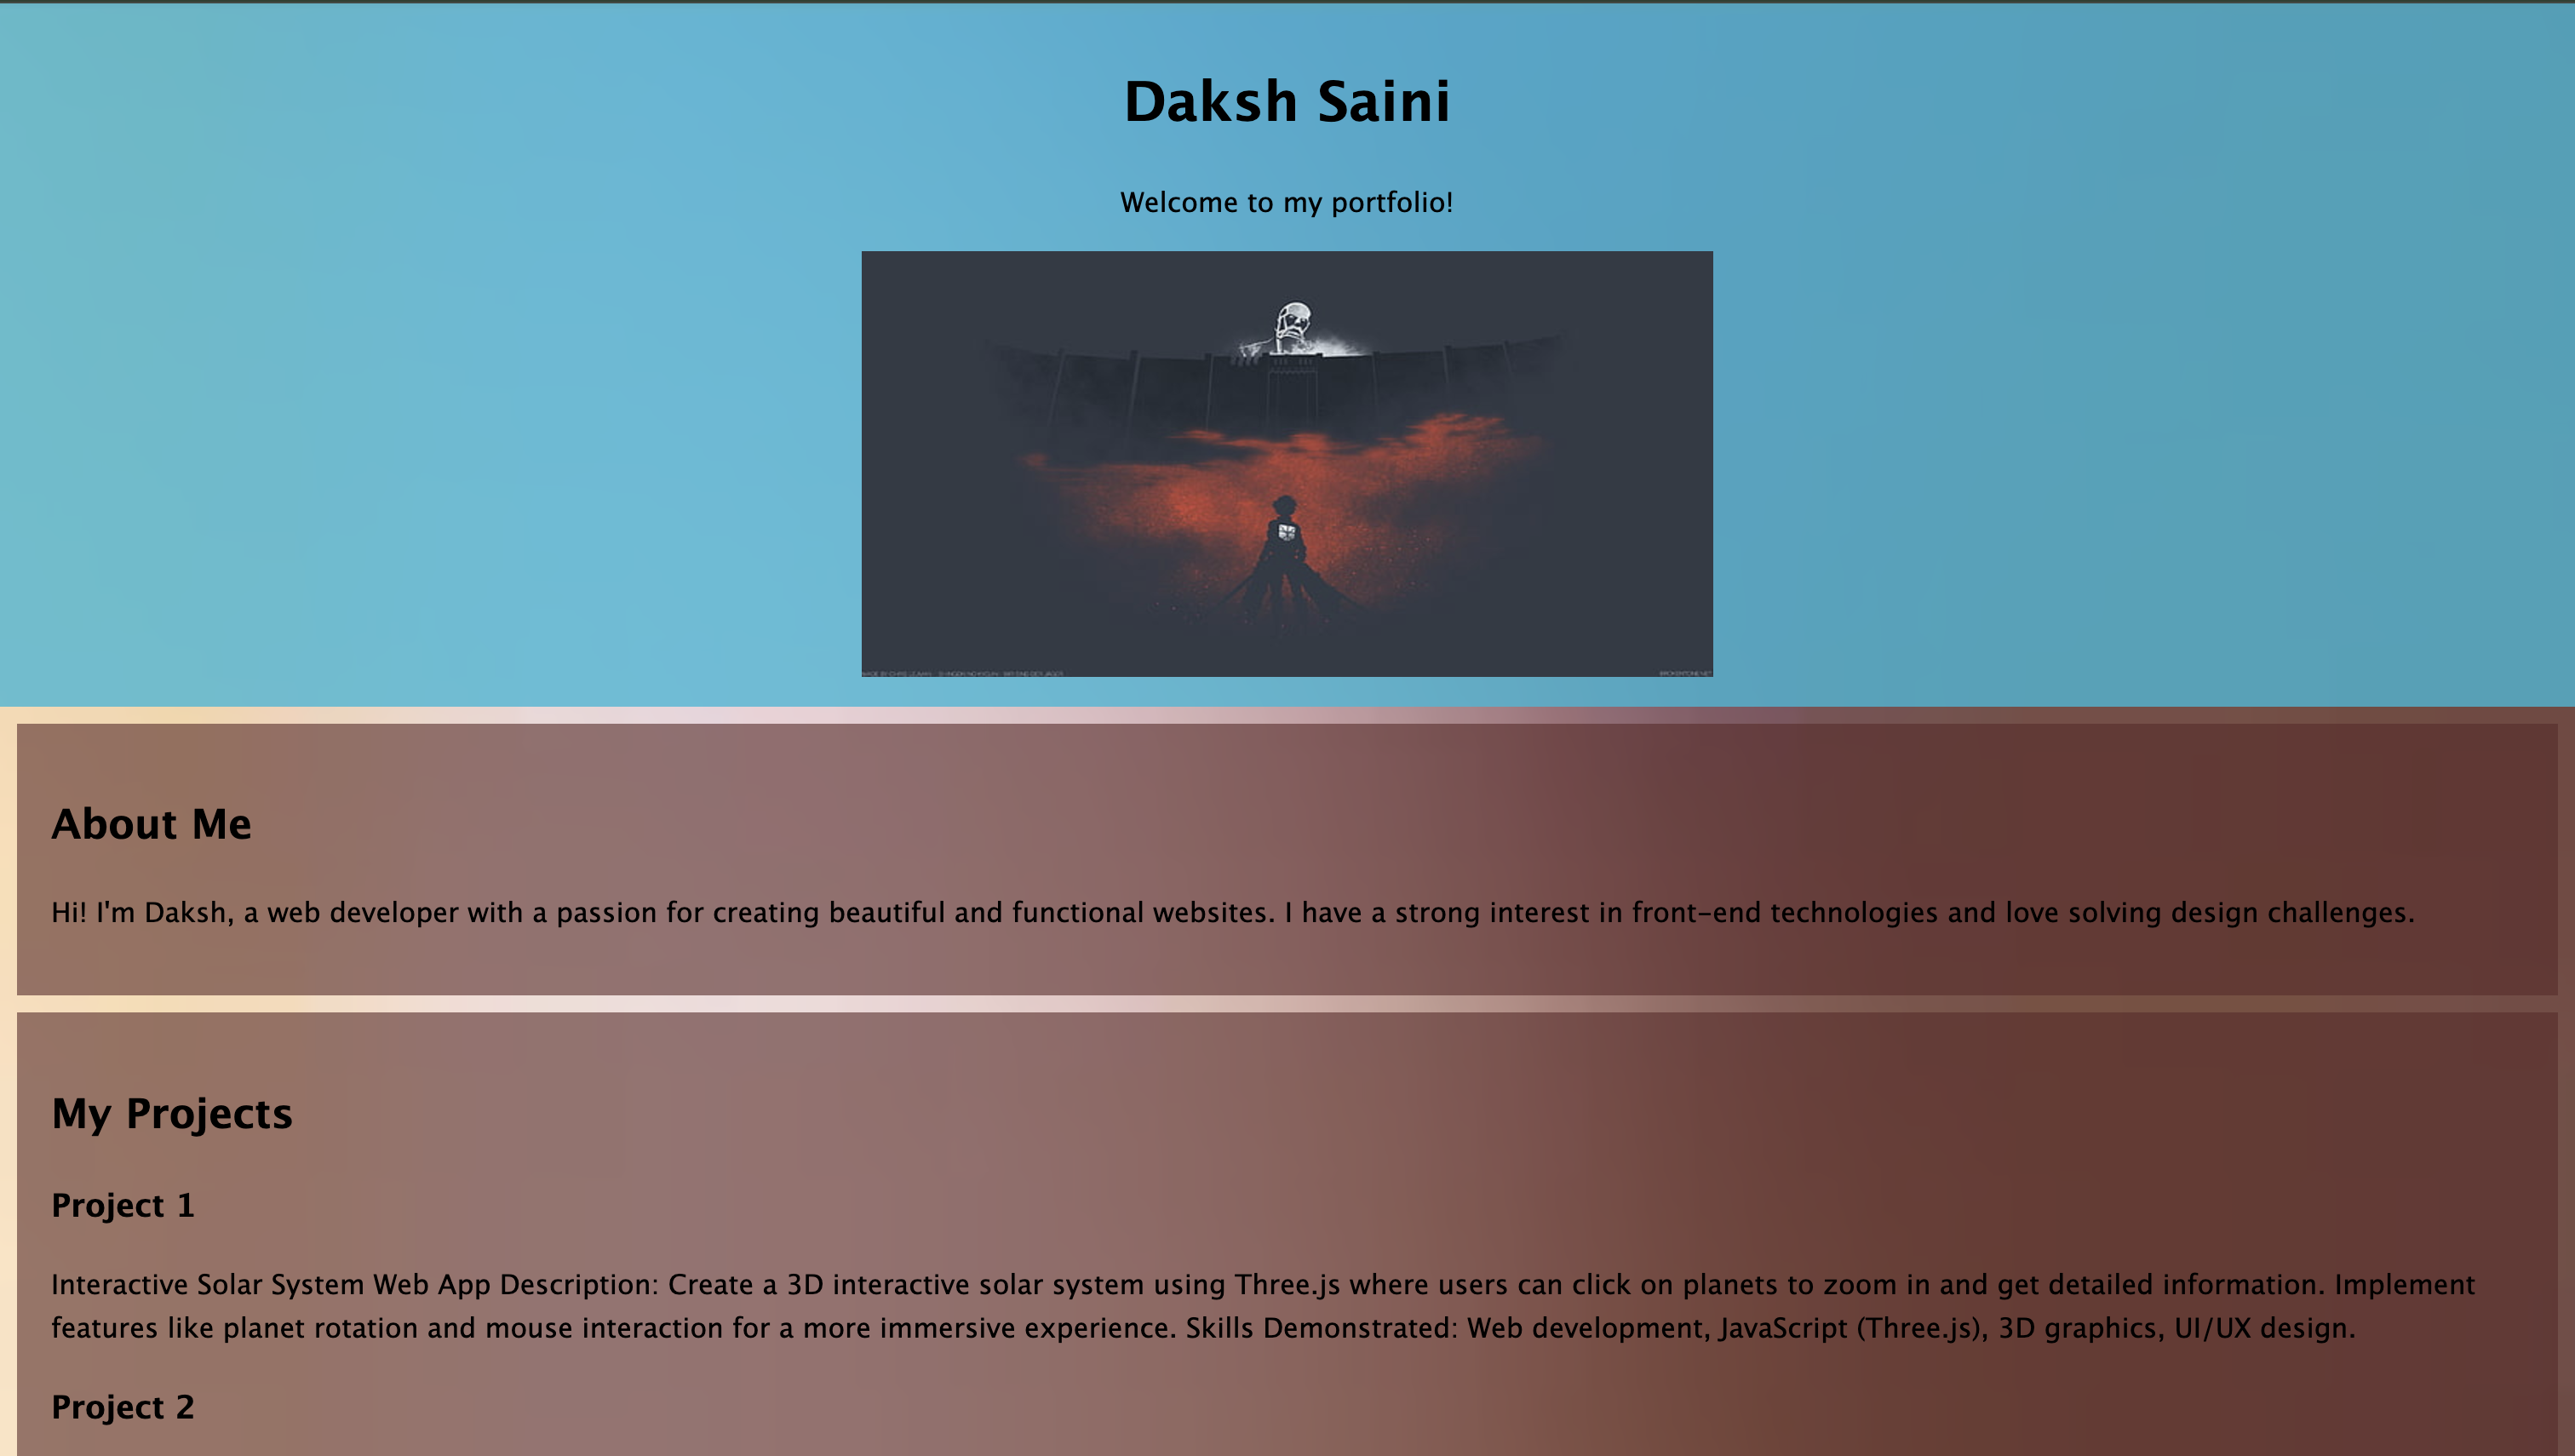 Daksh Saini
Welcome to my portfolio!
About Me
Hi! I'm Daksh, a web developer with a passion for creating beautiful and functional websites. I have a strong interest in front-end technologies and love solving design challenges.
My Projects
Project 1
Interactive Solar System Web App Description: Create a 3D interactive solar system using Three.js where users can click on planets to zoom in and get detailed information. Implement
features like planet rotation and mouse interaction for a more immersive experience. Skills Demonstrated: Web development, JavaScript (Three.js), 3D graphics, UI/UX design.
Project 2